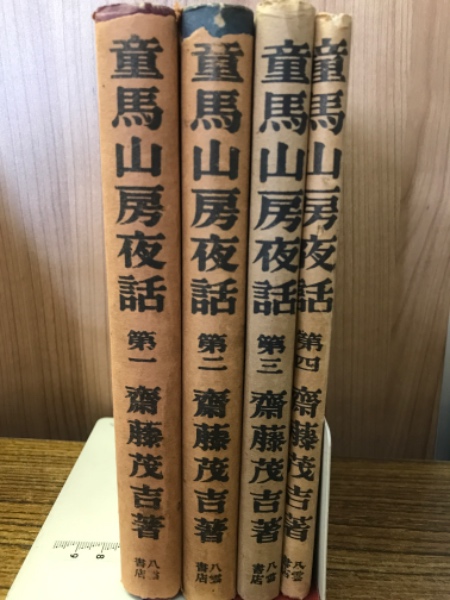 童馬山房夜話
第一
齋藤茂吉著
八雲書店
童馬山房夜話
第二
齋藤茂吉著
八雲書店
童馬山房夜話
第三
齋藤茂吉著
八雲書店
童馬山房夜話
第四
齋藤茂吉著
八雲書店
9
8